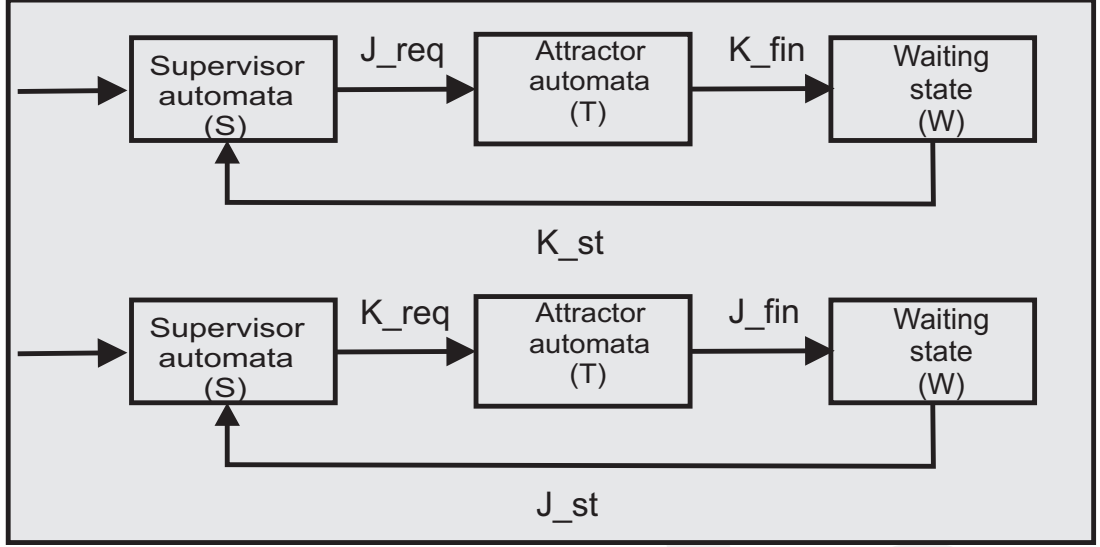 Supervisor
automata
(S)
J_req
Attractor
automata
(T)
K_fin
Waiting
state
(W)
K_st
Supervisor
automata
(S)
K_req
Attractor
automata
(T)
J_fin
Waiting
state
(W)
J_st